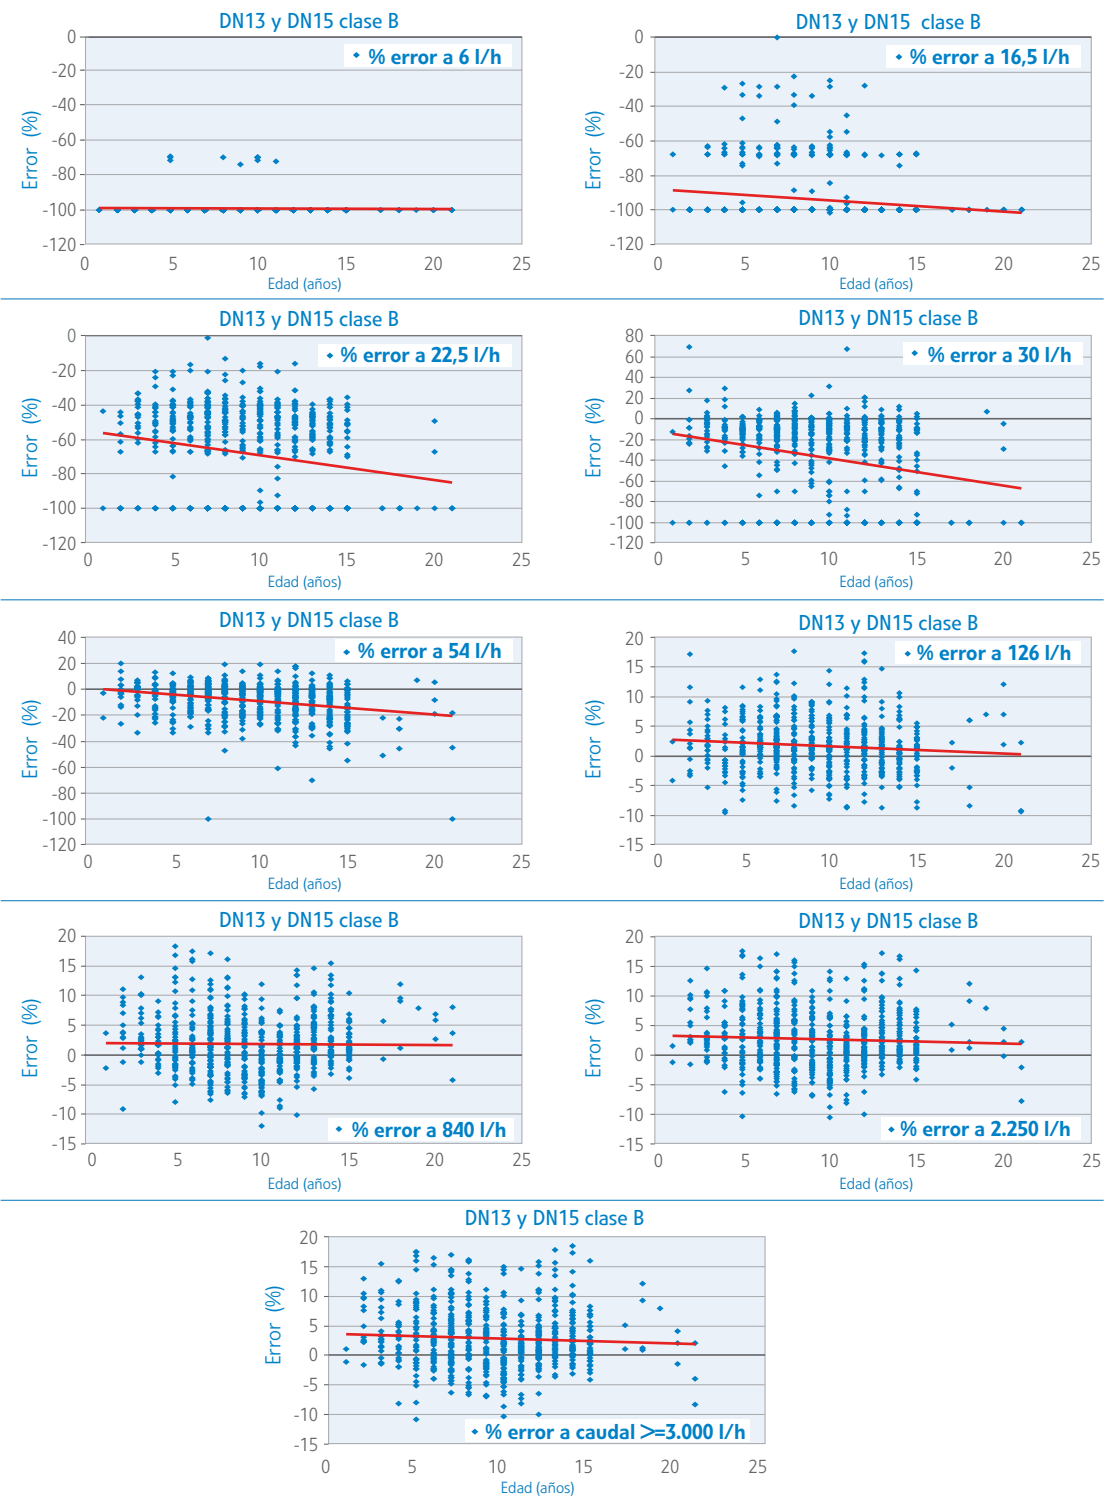 DN13 y DN15 clase B
% error a 6 l/h
Error (%)
0
-20
-40
-60
-80
-100
-120
0 5 10 15 20 25
Edad (años)
DN13 y DN15 clase B
% error a 16,5 l/h
Error (%)
0
-20
-40
-60
-80
-100
-120
0 5 10 15 20 25
Edad (años)
DN13 y DN15 clase B
% error a 22,5 l/h
Error (%)
0
-20
-40
-60
-80
-100
-120
0 5 10 15 20 25
Edad (años)
DN13 y DN15 clase B
% error a 30 l/h
Error (%)
80
60
40
20
0
-20
-40
-60
-80
-100
-120
0 5 10 15 20 25
Edad (años)
DN13 y DN15 clase B
% error a 54 l/h
Error (%)
40
20
0
-20
-40
-60
-80
-100
-120
0 5 10 15 20 25
Edad (años)
DN13 y DN15 clase B
% error a 126 l/h
Error (%)
20
15
10
5
0
-5
-10
-15
0 5 10 15 20 25
Edad (años)
DN13 y DN15 clase B
Error (%)
20
15
10
5
0
-5
-10
-15
% error a 840 l/h
0 5 10 15 20 25
Edad (años)
DN13 y DN15 clase B
Error (%)
20
15
10
5
0
-5
-10
-15
% error a 2.250 l/h
0 5 10 15 20 25
Edad (años)
DN13 y DN15 clase B
Error (%)
20
15
10
5
0
-5
-10
-15
% error a caudal >=3.000 l/h
0 5 10 15 20 25
Edad (años)